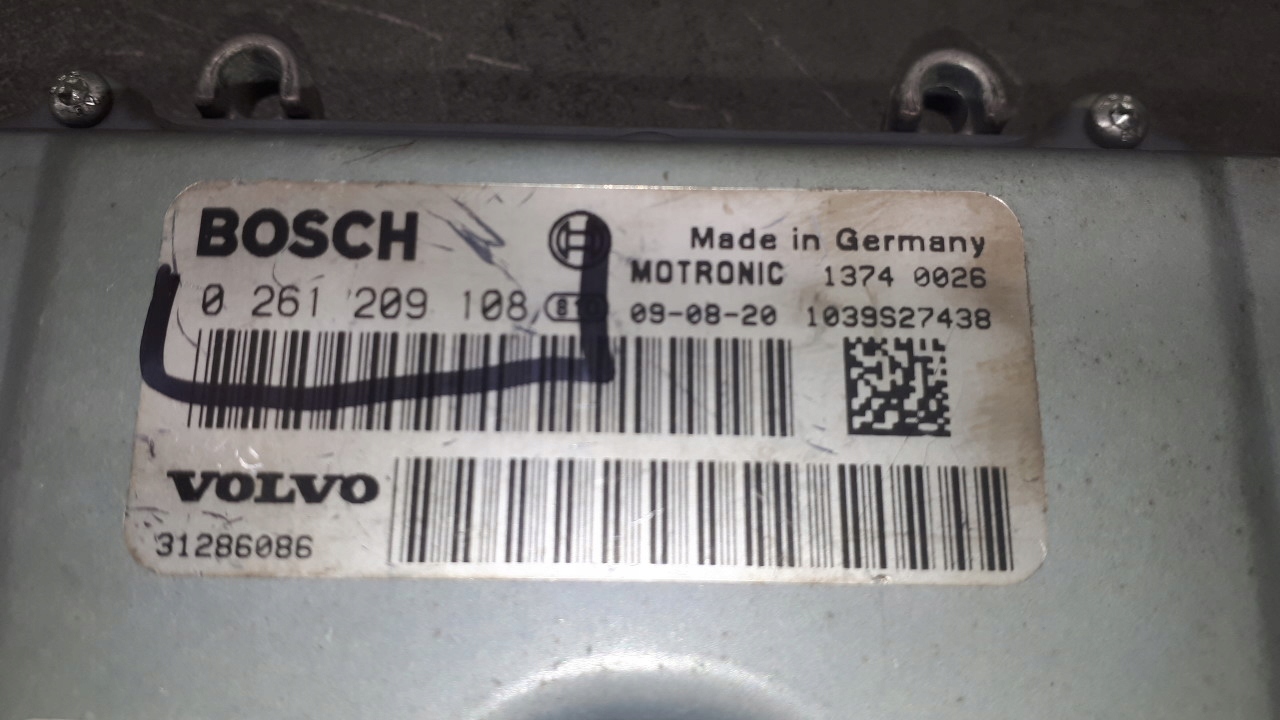 BOSCH
Made in Germany
MOTRONIC 1374 0026
0 261 209 108 09-08-20 1039S27438
VOLVO
31286086